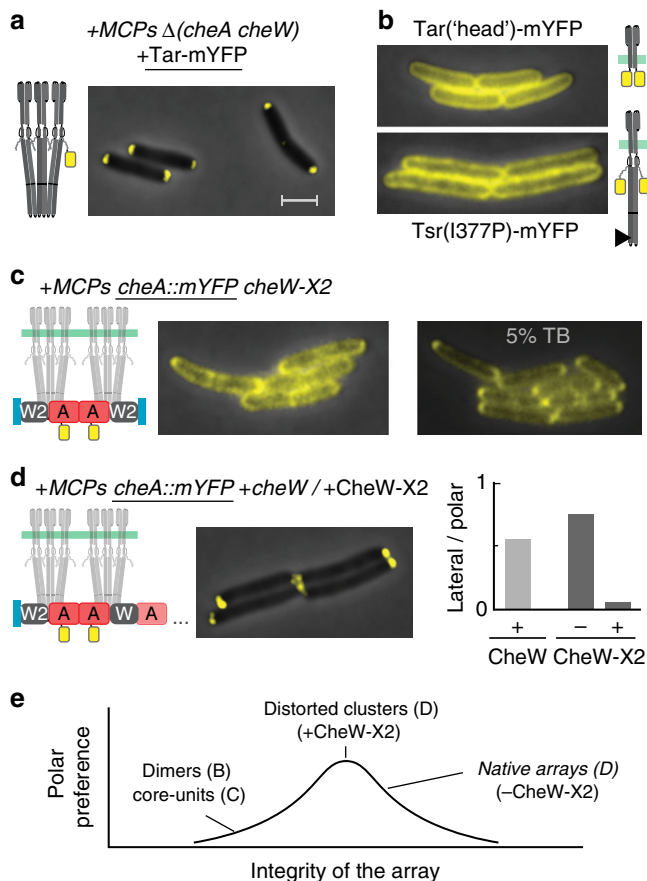 a
+MCPs Δ(cheA cheW)
+Tar-mYFP
b
Tar('head')-mYFP
Tsr(I377P)-mYFP
c
+MCPs cheA::mYFP cheW-X2
W2 A A W2
5% TB
d
+MCPs cheA::mYFP +cheW / +CheW-X2
W2 A A W A ...
Lateral / polar
1
0
+ − +
CheW CheW-X2
e
Polar
preference
Distorted clusters (D)
(+CheW-X2)
Dimers (B)
core-units (C)
Native arrays (D)
(–CheW-X2)
Integrity of the array